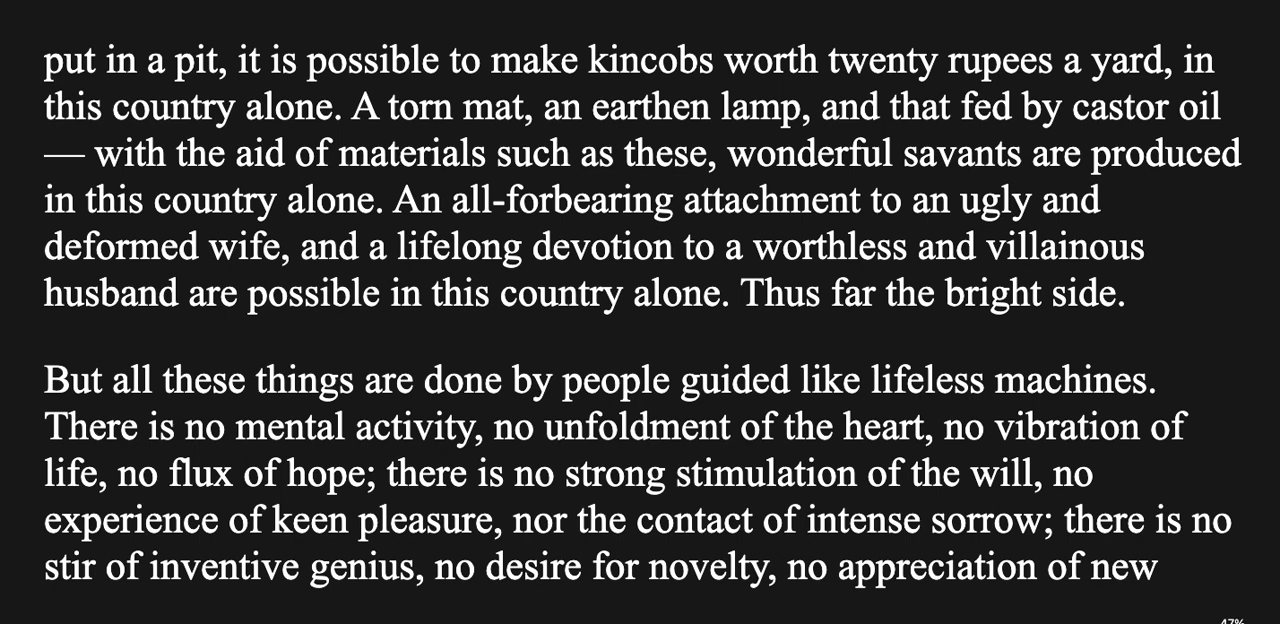 put in a pit, it is possible to make kincobs worth twenty rupees a yard, in
this country alone. A torn mat, an earthen lamp, and that fed by castor oil
— with the aid of materials such as these, wonderful savants are produced
in this country alone. An all-forbearing attachment to an ugly and
deformed wife, and a lifelong devotion to a worthless and villainous
husband are possible in this country alone. Thus far the bright side.
But all these things are done by people guided like lifeless machines.
There is no mental activity, no unfoldment of the heart, no vibration of
life, no flux of hope; there is no strong stimulation of the will, no
experience of keen pleasure, nor the contact of intense sorrow; there is no
stir of inventive genius, no desire for novelty, no appreciation of new
47%